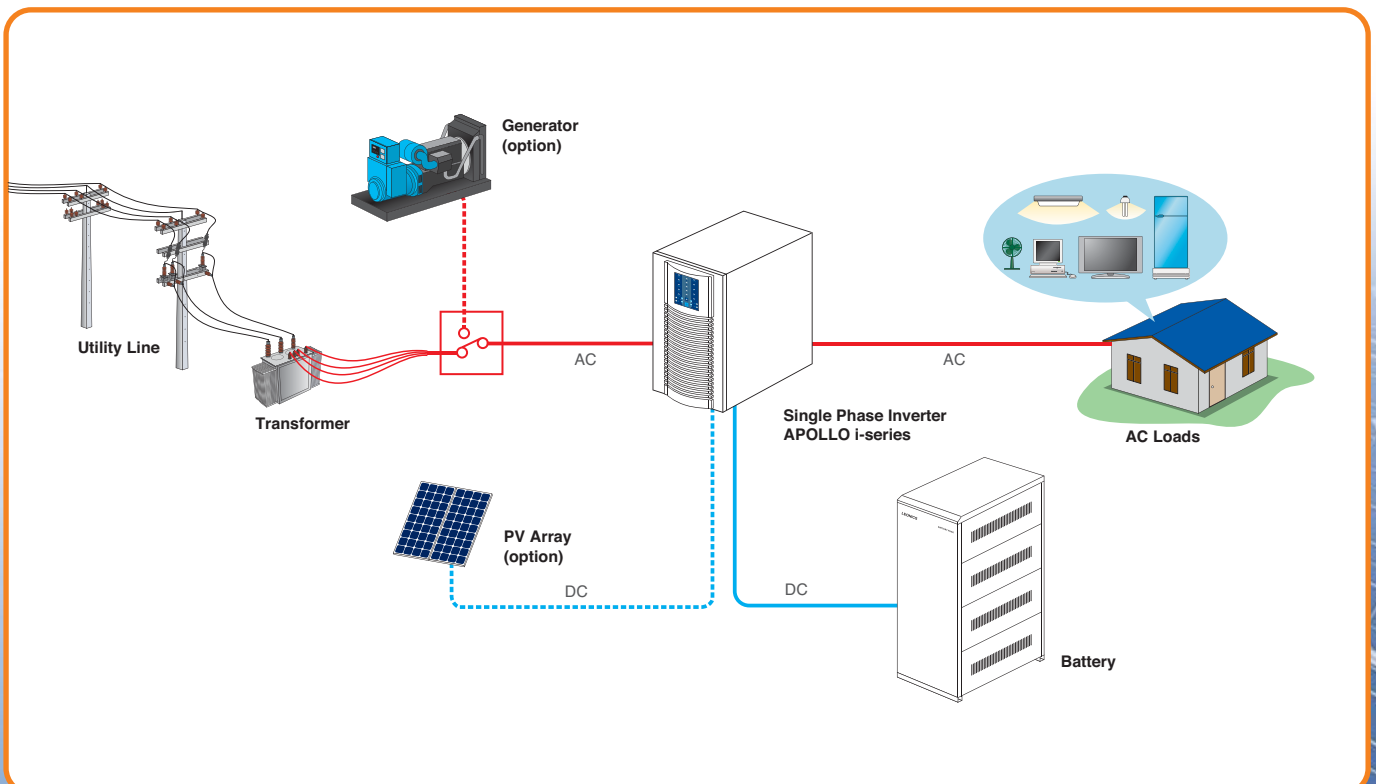 Generator
(option)
Utility Line
Transformer
AC
AC
Single Phase Inverter
APOLLO i-series
AC Loads
PV Array
(option)
DC
DC
LEONICS
Battery